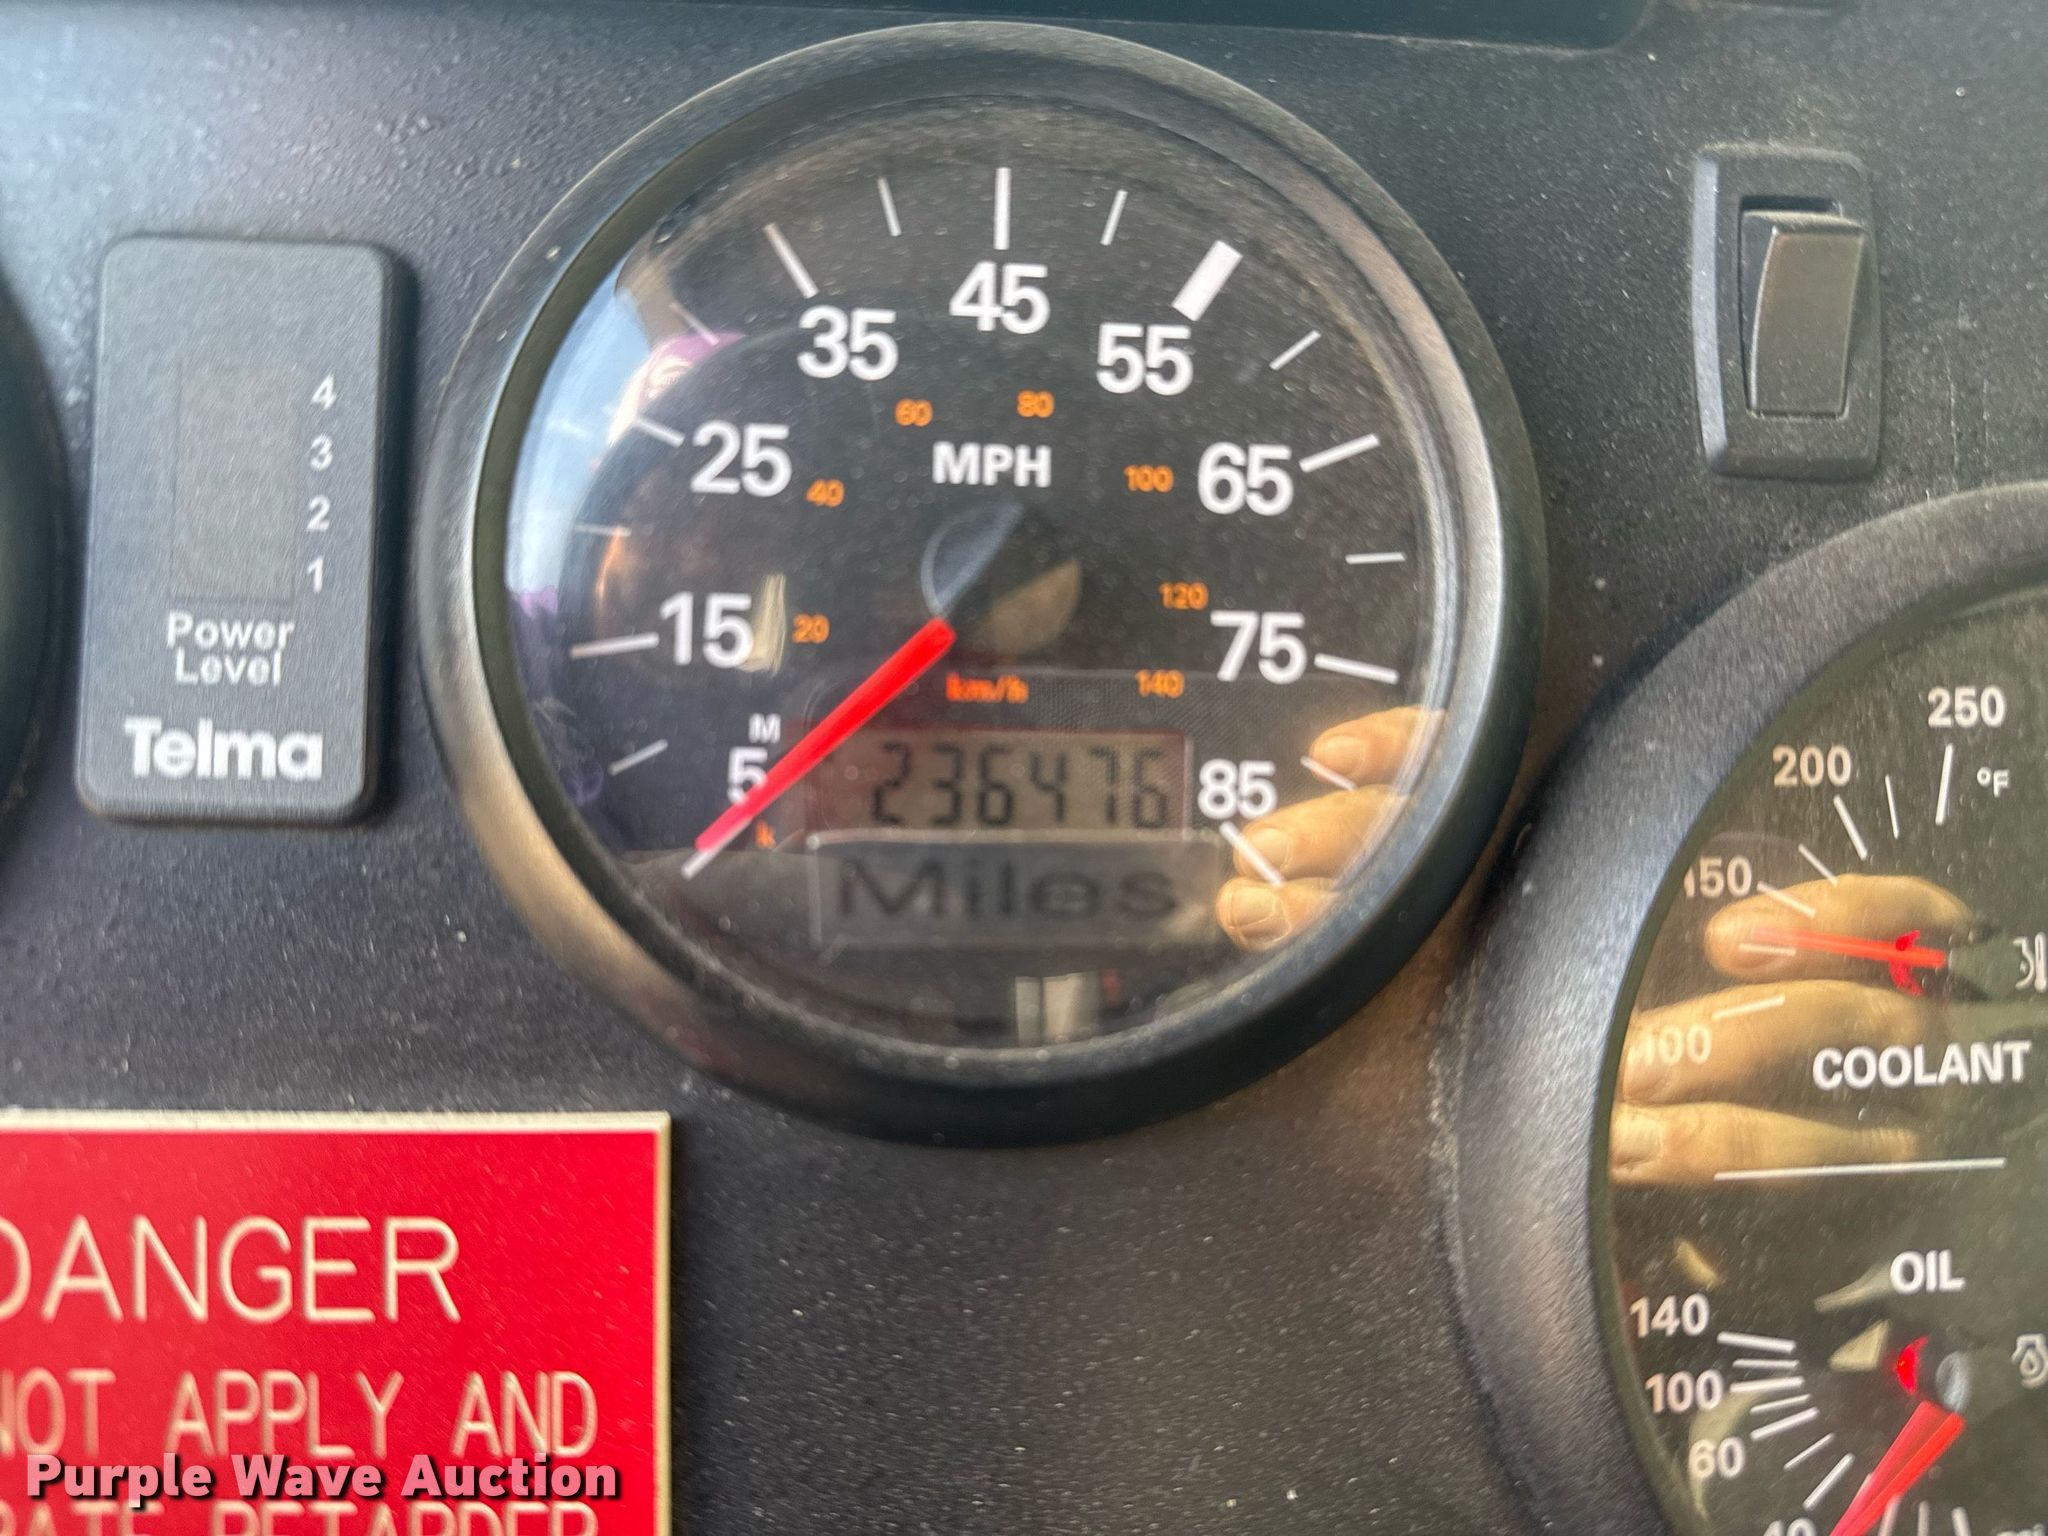 4
3
2
1
Power
Level
Telma
45
35
55
60
80
MPH
25
40
100
65
15
20
120
75
km/h
140
M
5
k
236476
85
Miles
250
200
°F
150
100
COOLANT
OIL
140
100
60
40
DANGER
NOT APPLY AND
RETARDER
Purple Wave Auction